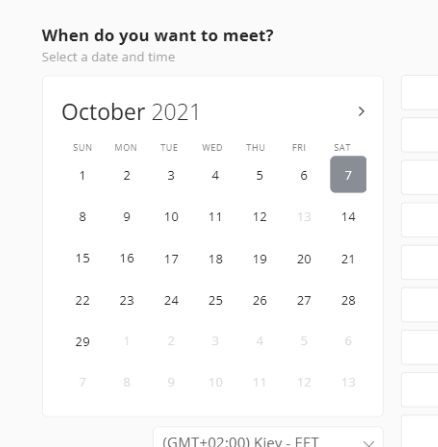 When do you want to meet?
Select a date and time
October 2021 >
SUN MON TUE WED THU FRI SAT
1 2 3 4 5 6 7
8 9 10 11 12 13 14
15 16 17 18 19 20 21
22 23 24 25 26 27 28
29 1 2 3 4 5 6
7 8 9 10 11 12 13
(GMT+02:00) Kiev - EET